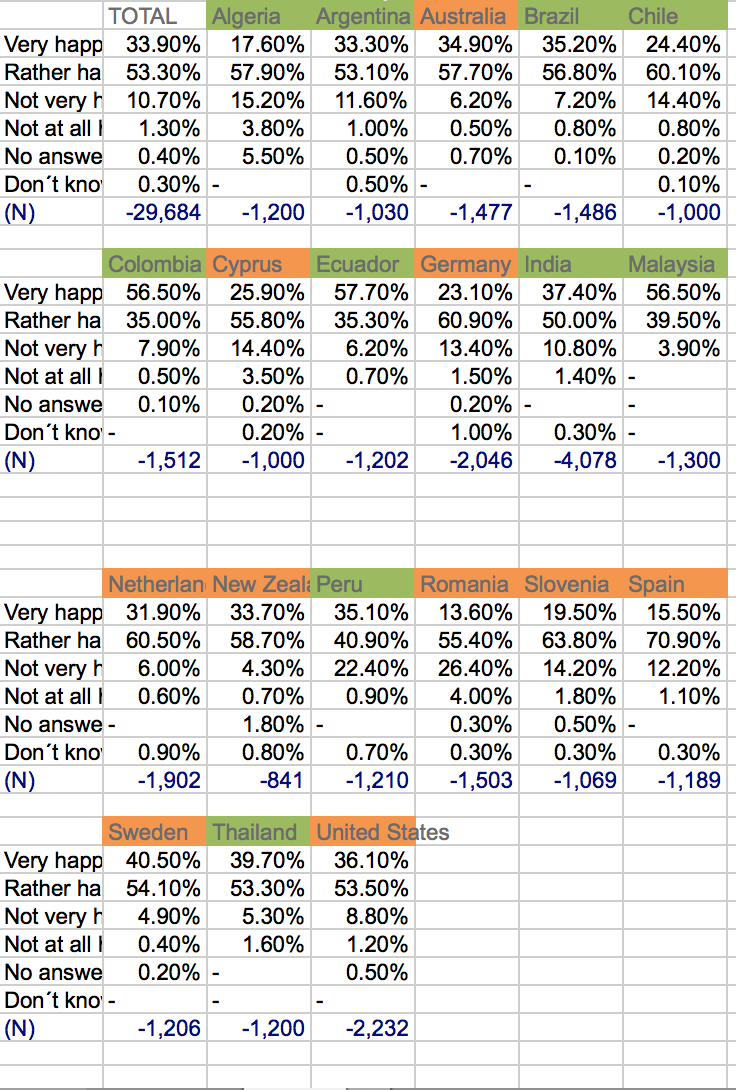 TOTAL Algeria Argentina Australia Brazil Chile
Very happ 33.90% 17.60% 33.30% 34.90% 35.20% 24.40%
Rather ha 53.30% 57.90% 53.10% 57.70% 56.80% 60.10%
Not very h 10.70% 15.20% 11.60% 6.20% 7.20% 14.40%
Not at all h 1.30% 3.80% 1.00% 0.50% 0.80% 0.80%
No answe 0.40% 5.50% 0.50% 0.70% 0.10% 0.20%
Don´t know 0.30% - 0.50% - - 0.10%
(N) -29,684 -1,200 -1,030 -1,477 -1,486 -1,000
Colombia Cyprus Ecuador Germany India Malaysia
Very happ 56.50% 25.90% 57.70% 23.10% 37.40% 56.50%
Rather ha 35.00% 55.80% 35.30% 60.90% 50.00% 39.50%
Not very h 7.90% 14.40% 6.20% 13.40% 10.80% 3.90%
Not at all h 0.50% 3.50% 0.70% 1.50% 1.40% -
No answe 0.10% 0.20% - 0.20% - -
Don´t know - 0.20% - 1.00% 0.30% -
(N) -1,512 -1,000 -1,202 -2,046 -4,078 -1,300
Netherlan New Zeala Peru Romania Slovenia Spain
Very happ 31.90% 33.70% 35.10% 13.60% 19.50% 15.50%
Rather ha 60.50% 58.70% 40.90% 55.40% 63.80% 70.90%
Not very h 6.00% 4.30% 22.40% 26.40% 14.20% 12.20%
Not at all h 0.60% 0.70% 0.90% 4.00% 1.80% 1.10%
No answe - 1.80% - 0.30% 0.50% -
Don´t know 0.90% 0.80% 0.70% 0.30% 0.30% 0.30%
(N) -1,902 -841 -1,210 -1,503 -1,069 -1,189
Sweden Thailand United States
Very happ 40.50% 39.70% 36.10%
Rather ha 54.10% 53.30% 53.50%
Not very h 4.90% 5.30% 8.80%
Not at all h 0.40% 1.60% 1.20%
No answe 0.20% - 0.50%
Don´t know - - -
(N) -1,206 -1,200 -2,232